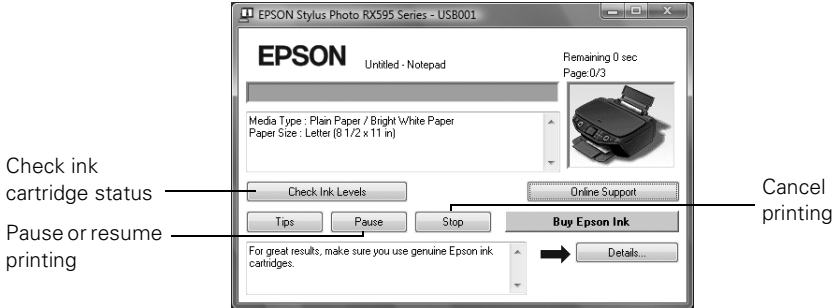 EPSON Stylus Photo RX595 Series - USB001
EPSON
Untitled - Notepad
Remaining 0 sec
Page:0/3
Media Type : Plain Paper / Bright White Paper
Paper Size : Letter (8 1/2 x 11 in)
Check ink
cartridge status
Check Ink Levels
Online Support
Cancel
printing
Tips
Pause
Stop
Buy Epson Ink
Pause or resume
printing
For great results, make sure you use genuine Epson ink
cartridges.
Details...